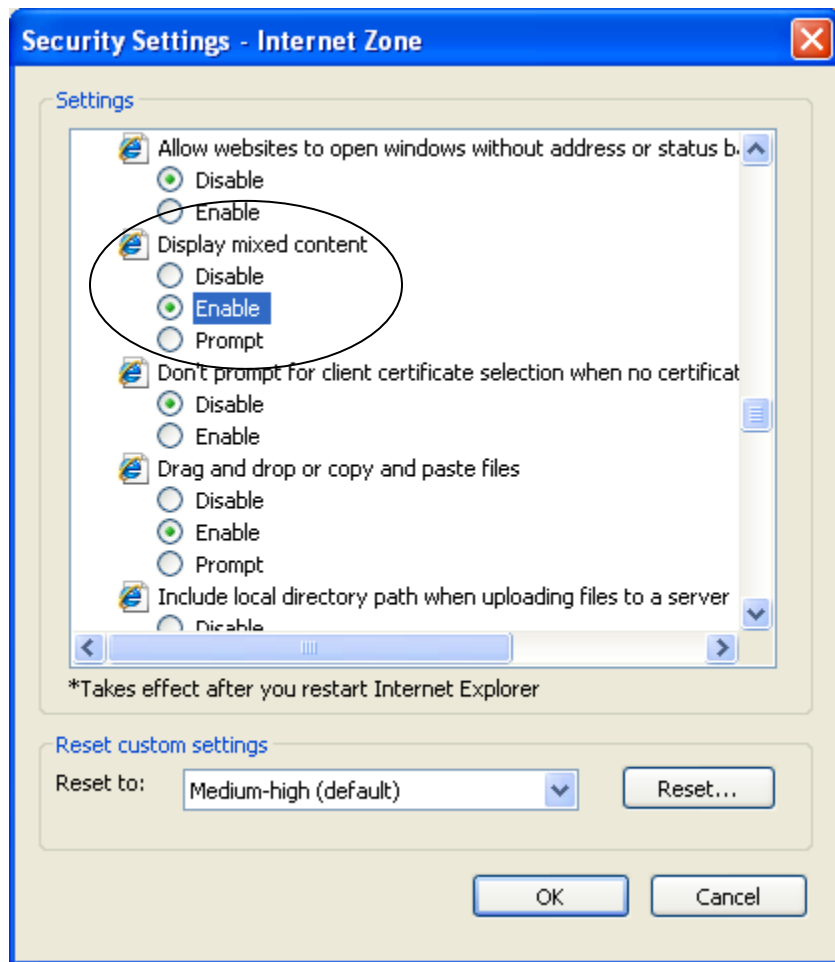 Security Settings - Internet Zone
Settings
Allow websites to open windows without address or status
Disable
Enable
Display mixed content
Disable
Enable
Prompt
Don't prompt for client certificate selection when no certificat
Disable
Enable
Drag and drop or copy and paste files
Disable
Enable
Prompt
Include local directory path when uploading files to a server
Disable
*Takes effect after you restart Internet Explorer
Reset custom settings
Reset to: Medium-high (default) Reset...
OK Cancel